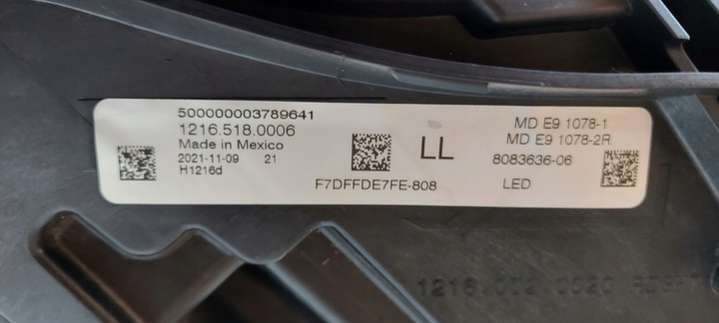 500000003789641
1216.518.0006
Made in Mexico
2021-11-09 21
H1216d
LL
F7DFFDE7FE-808
MD E9 1078-1
MD E9 1078-2R
8083636-06
LED